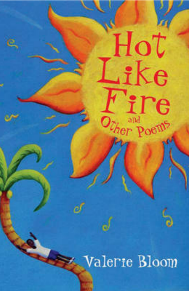 Hot
Like
Fire
and
Other Poems
Valerie Bloom